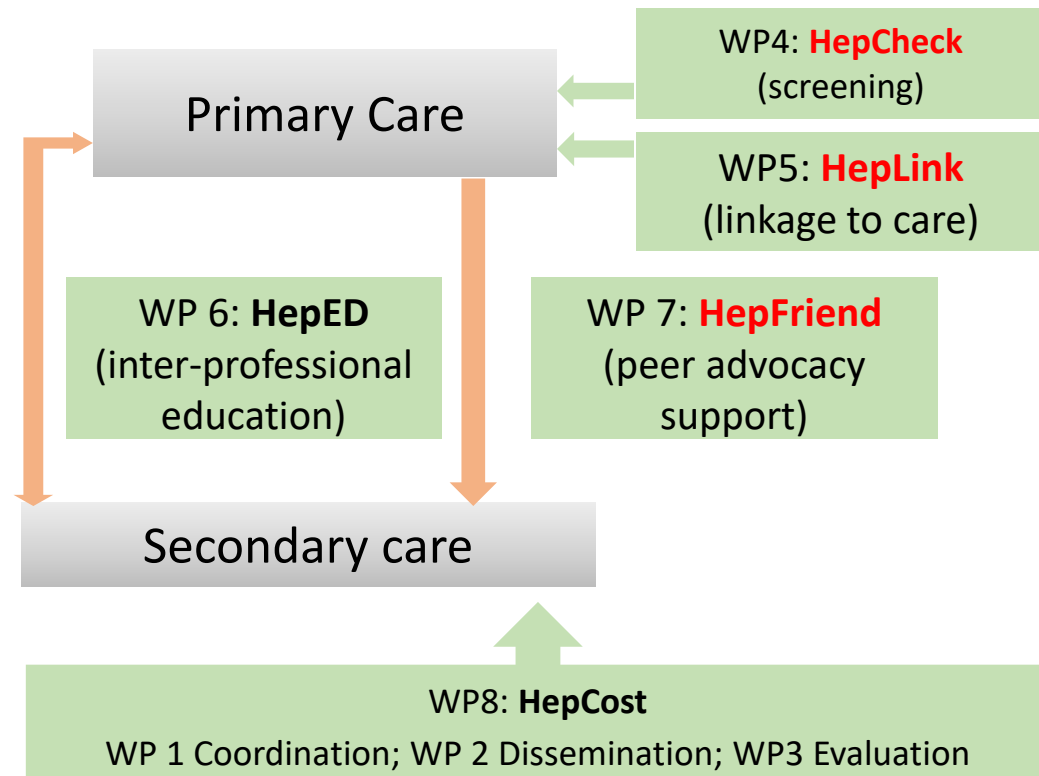 WP4: HepCheck
(screening)
Primary Care
WP5: HepLink
(linkage to care)
WP 6: HepED
(inter-professional
education)
WP 7: HepFriend
(peer advocacy
support)
Secondary care
WP8: HepCost
WP 1 Coordination; WP 2 Dissemination; WP3 Evaluation